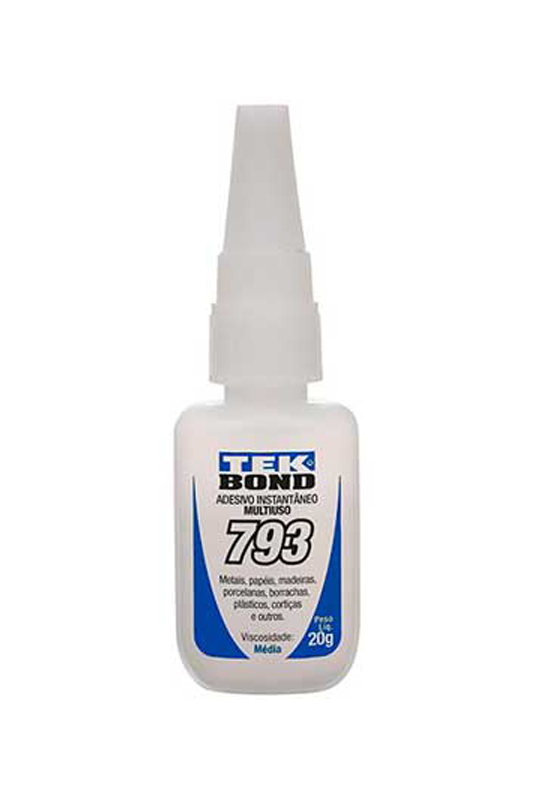 TEK
BOND
ADESIVO INSTANTÂNEO
MULTIUSO
793
Metais, papéis, madeiras,
porcelanas, borrachas,
plásticos, cortiças
e outros.
Viscosidade:
Média
Peso
Líq.
20g